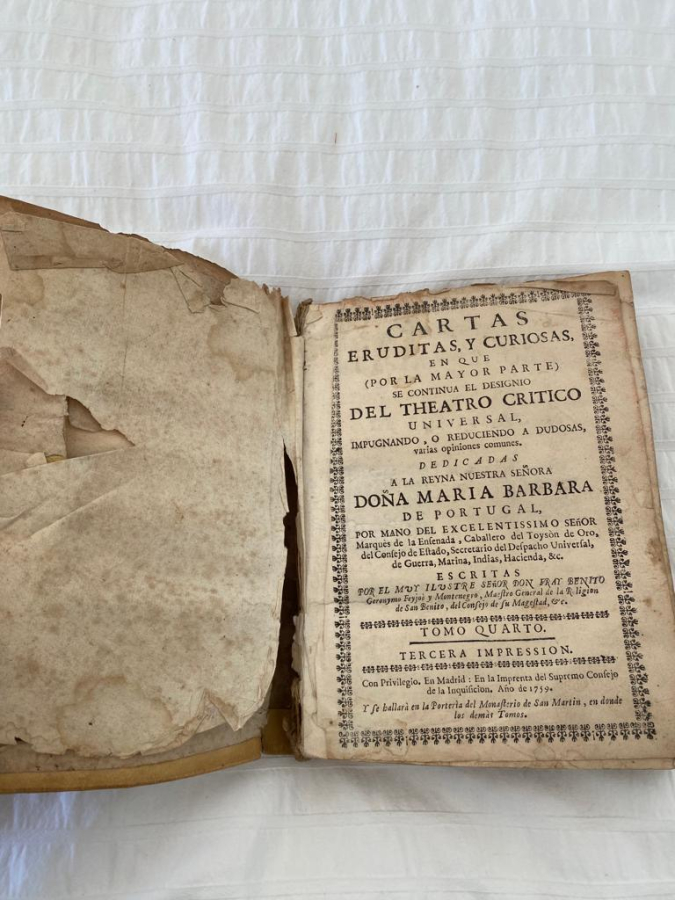 CARTAS
ERUDITAS, Y CURIOSAS,
EN QUE
(POR LA MAYOR PARTE)
SE CONTINUA EL DESIGNIO
DEL THEATRO CRITICO
UNIVERSAL,
IMPUGNANDO, O REDUCIENDO A DUDOSAS,
varias opiniones comunes.
DEDICADAS
A LA REYNA NUESTRA SEÑORA
DOÑA MARIA BARBARA
DE PORTUGAL,
POR MANO DEL EXCELENTISSIMO SEÑOR
Marquès de la Enſenada, Caballero del Toysòn de Oro,
del Conſejo de Eſtado, Secretario del Deſpacho Univerſal,
de Guerra, Marina, Indias, Hacienda, &c.
ESCRITAS
POR EL MUY ILUSTRE SEÑOR DON FRAY BENITO
Geronymo Feyjoò y Montenegro, Maeſtro General de la Religion
de San Benito, del Conſejo de ſu Mageſtad, &c.
TOMO QUARTO.
TERCERA IMPRESSION.
Con Privilegio. En Madrid: En la Imprenta del Supremo Conſejo
de la Inquiſicion. Año de 1759.
Y ſe hallarà en la Porterìa del Monaſterio de San Martin, en donde
los demàs Tomos.